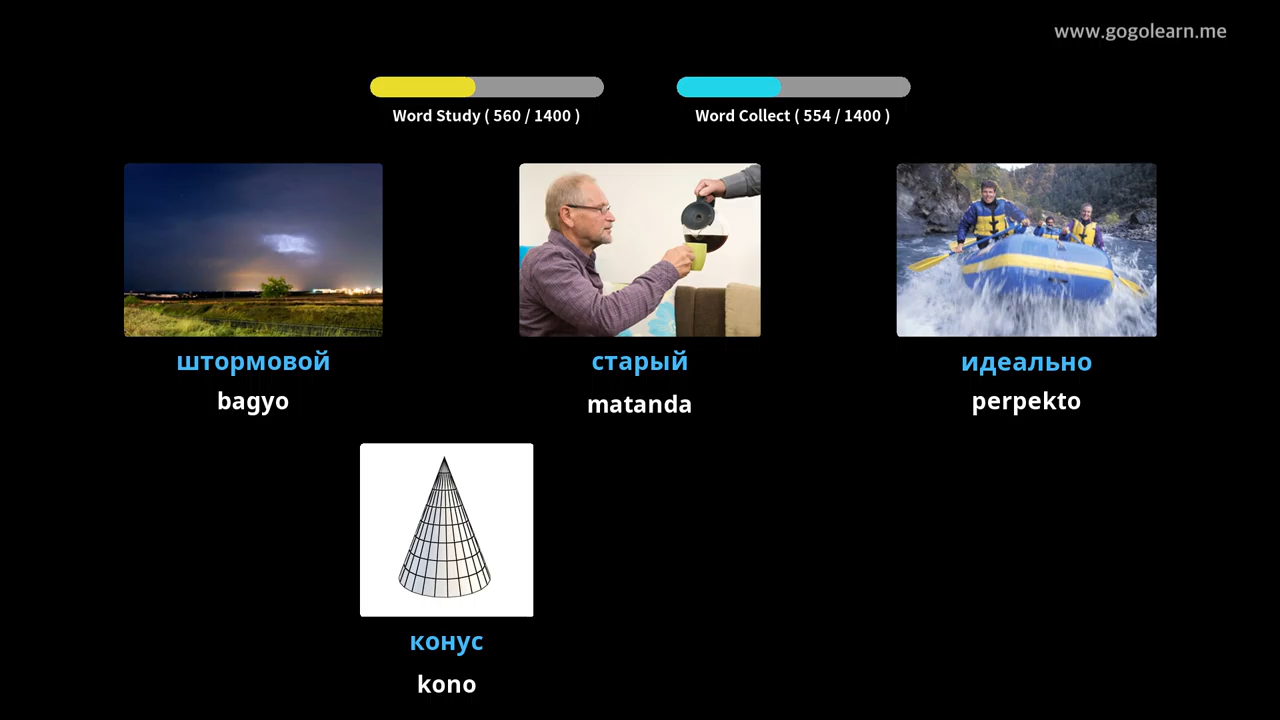 www.gogolearn.me
Word Study ( 560 / 1400 )
Word Collect ( 554 / 1400 )
штормовой
старый
идеально
bagyo
matanda
perpekto
конус
kono